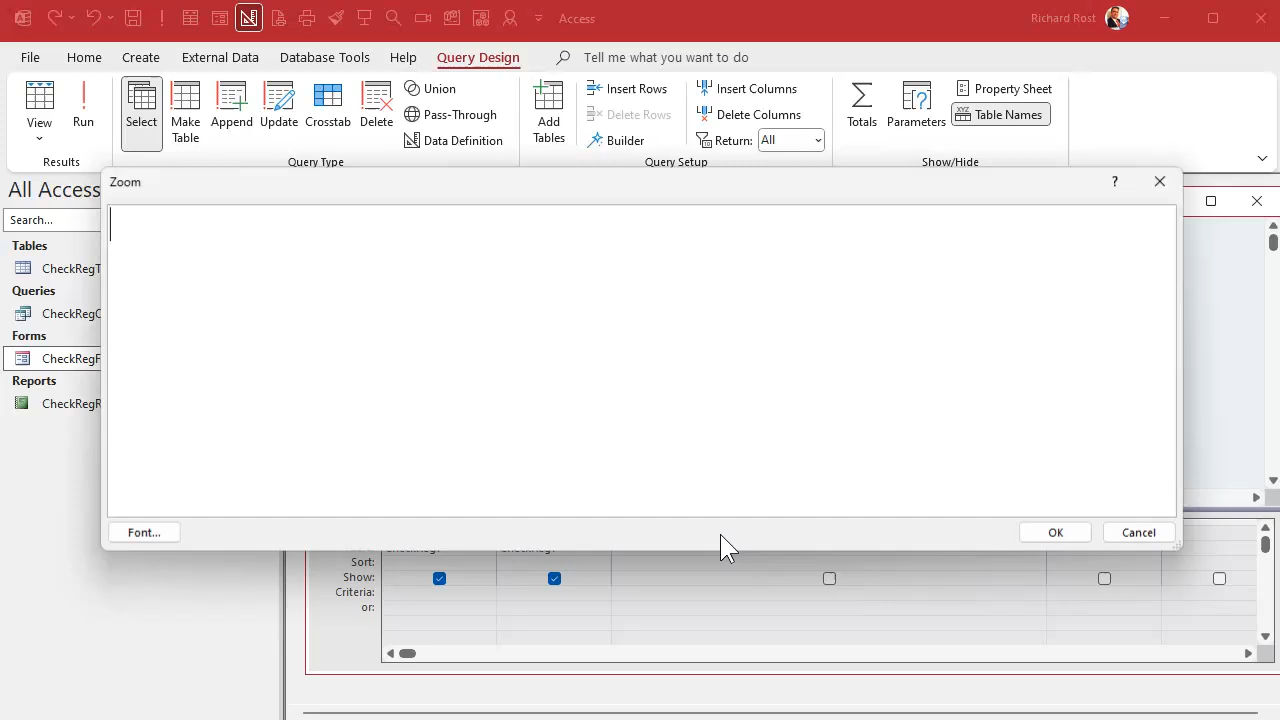 Access
Richard Rost
File Home Create External Data Database Tools Help Query Design Tell me what you want to do
View
Run
Results
Select
Make Table
Append
Update
Crosstab
Delete
Union
Pass-Through
Data Definition
Query Type
Add Tables
Insert Rows
Delete Rows
Builder
Insert Columns
Delete Columns
Return: All
Query Setup
Totals
Parameters
Property Sheet
XYZ Table Names
Show/Hide
All Access
Search...
Tables
CheckRegT
Queries
Forms
CheckRegF
Reports
CheckRegR
Zoom
?
Font...
OK
Cancel
Sort:
Show:
Criteria:
or: